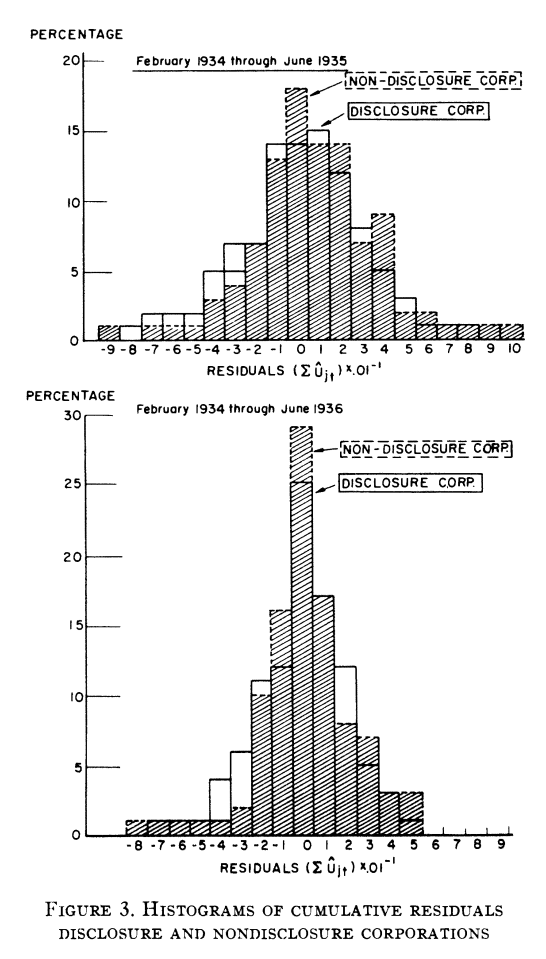 PERCENTAGE
February 1934 through June 1935
NON-DISCLOSURE CORP.
DISCLOSURE CORP.
20
15
10
5
0
-9 -8 -7 -6 -5 -4 -3 -2 -1 0 1 2 3 4 5 6 7 8 9 10
RESIDUALS (Σ Ûjt) x.01⁻¹
PERCENTAGE
February 1934 through June 1936
NON-DISCLOSURE CORP.
DISCLOSURE CORP.
30
25
20
15
10
5
0
-8 -7 -6 -5 -4 -3 -2 -1 0 1 2 3 4 5 6 7 8 9
RESIDUALS (Σ Ûjt) x.01⁻¹
FIGURE 3. HISTOGRAMS OF CUMULATIVE RESIDUALS
DISCLOSURE AND NONDISCLOSURE CORPORATIONS